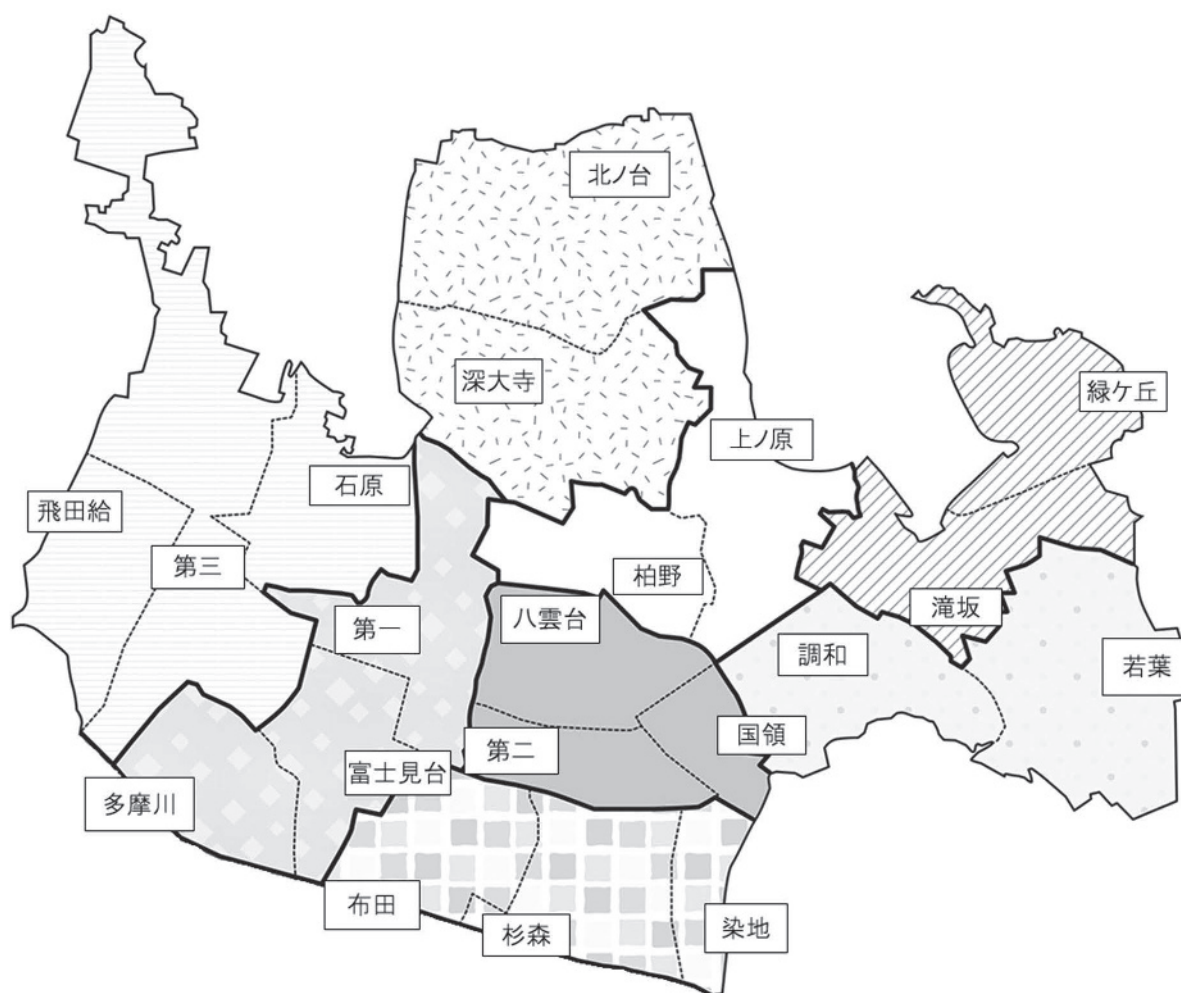 北ノ台
深大寺
緑ケ丘
上ノ原
石原
飛田給
第三
柏野
滝坂
第一
八雲台
調和
若葉
国領
第二
富士見台
多摩川
布田
杉森
染地